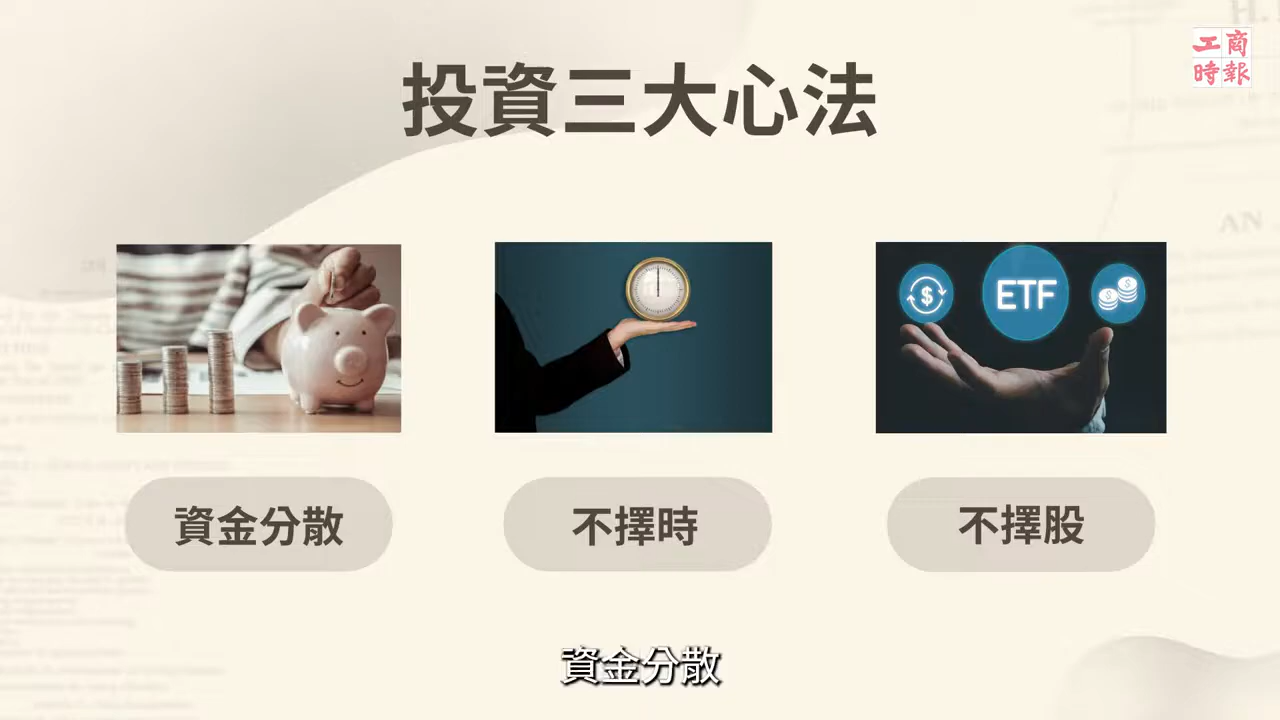 工商
時報
投資三大心法
$
ETF
$
$
資金分散
不擇時
不擇股
資金分散